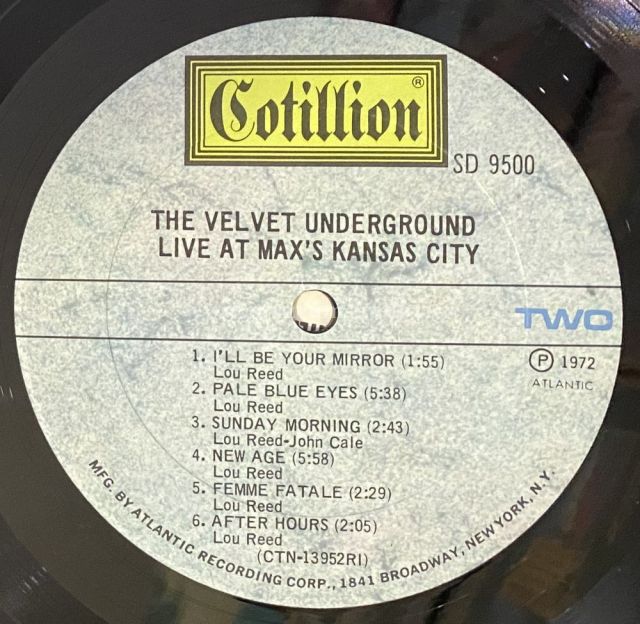 Cotillion®
SD 9500
THE VELVET UNDERGROUND
LIVE AT MAX'S KANSAS CITY
TWO
1. I'LL BE YOUR MIRROR (1:55)
Lou Reed
2. PALE BLUE EYES (5:38)
Lou Reed
3. SUNDAY MORNING (2:43)
Lou Reed-John Cale
4. NEW AGE (5:58)
Lou Reed
5. FEMME FATALE (2:29)
Lou Reed
6. AFTER HOURS (2:05)
Lou Reed
(CTN-13952RI)
Ⓟ 1972
ATLANTIC
MFG. BY ATLANTIC RECORDING CORP., 1841 BROADWAY, NEW YORK, N.Y.